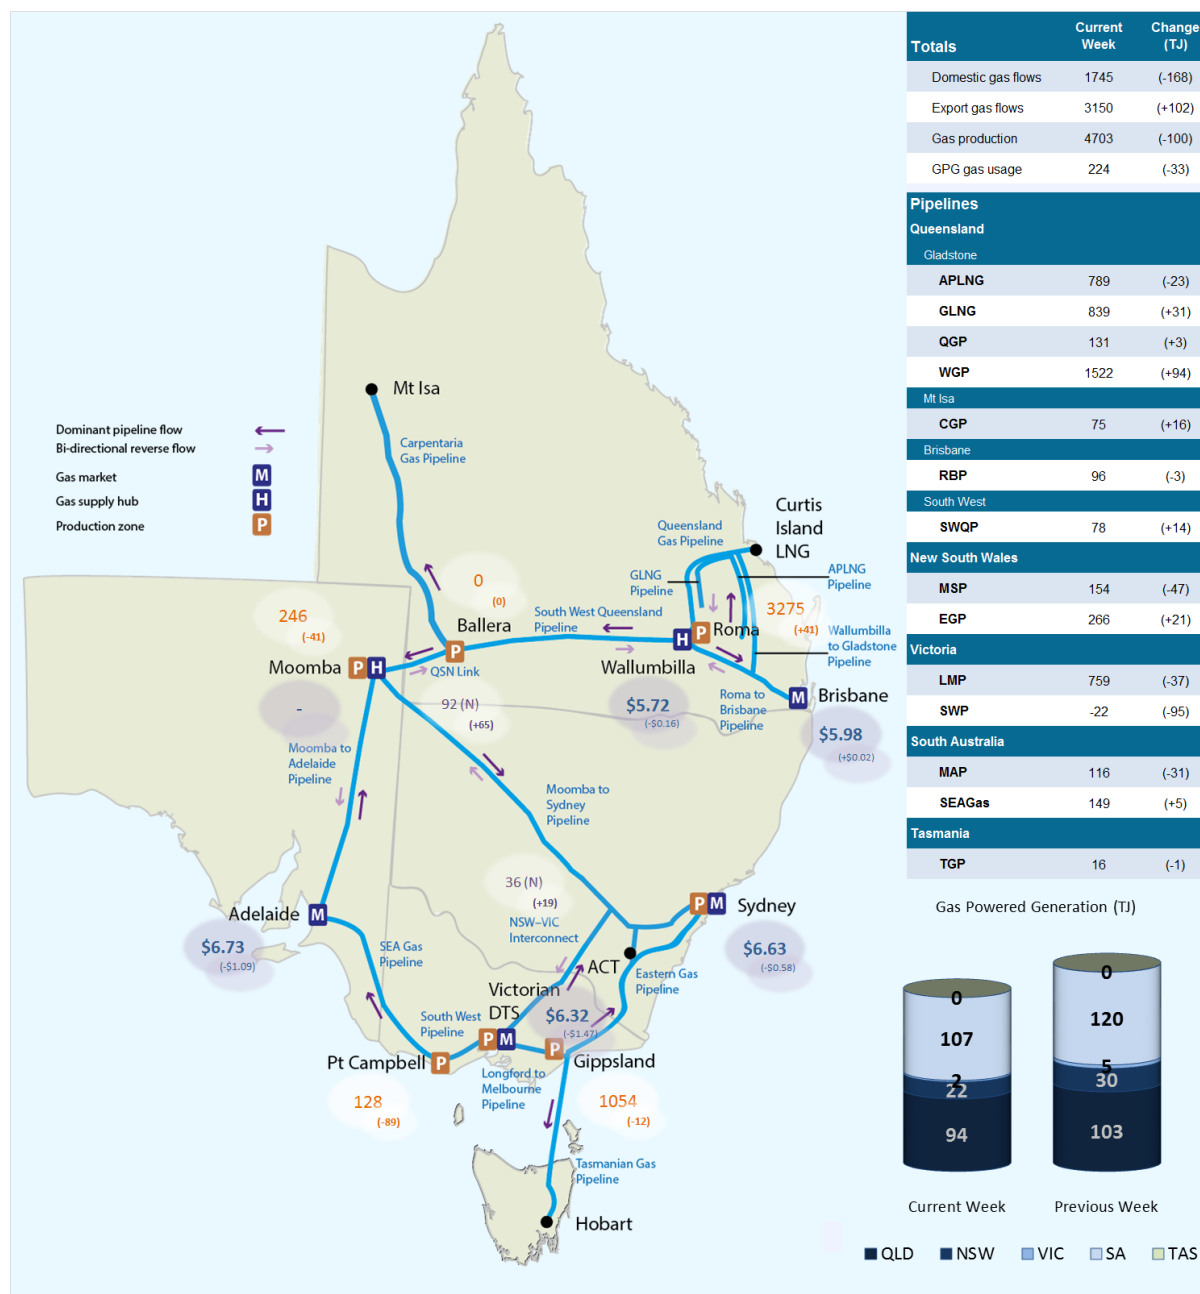 Totals Current Week Change (TJ)
Domestic gas flows 1745 (-168)
Export gas flows 3150 (+102)
Gas production 4703 (-100)
GPG gas usage 224 (-33)
Pipelines
Queensland
Gladstone
APLNG 789 (-23)
GLNG 839 (+31)
QGP 131 (+3)
WGP 1522 (+94)
Mt Isa
CGP 75 (+16)
Brisbane
RBP 96 (-3)
South West
SWQP 78 (+14)
New South Wales
MSP 154 (-47)
EGP 266 (+21)
Victoria
LMP 759 (-37)
SWP -22 (-95)
South Australia
MAP 116 (-31)
SEAGas 149 (+5)
Tasmania
TGP 16 (-1)
Gas Powered Generation (TJ)
0
107
2
22
94
Current Week
0
120
5
30
103
Previous Week
QLD NSW VIC SA TAS
Dominant pipeline flow
Bi-directional reverse flow
Gas market M
Gas supply hub H
Production zone P
Mt Isa
Carpentaria
Gas Pipeline
Curtis
Island
LNG
Queensland
Gas Pipeline
GLNG
Pipeline
APLNG
Pipeline
0
(0)
246
(-41)
3275
(+41)
South West Queensland
Pipeline
Ballera
P
H P Roma
Wallumbilla
to Gladstone
Pipeline
Moomba P H
QSN Link
Wallumbilla
-
92 (N)
(+65)
$5.72
(-$0.16)
Roma to
Brisbane
Pipeline
M Brisbane
$5.98
(+$0.02)
Moomba to
Adelaide
Pipeline
Moomba to
Sydney
Pipeline
36 (N)
(+19)
NSW-VIC
Interconnect
P M Sydney
$6.63
(-$0.58)
Adelaide M
$6.73
(-$1.09)
SEA Gas
Pipeline
ACT
Eastern Gas
Pipeline
Victorian
DTS
$6.32
(-$1.47)
South West
Pipeline
P M
P
Gippsland
Pt Campbell P
Longford to
Melbourne
Pipeline
128
(-89)
1054
(-12)
Tasmanian Gas
Pipeline
Hobart